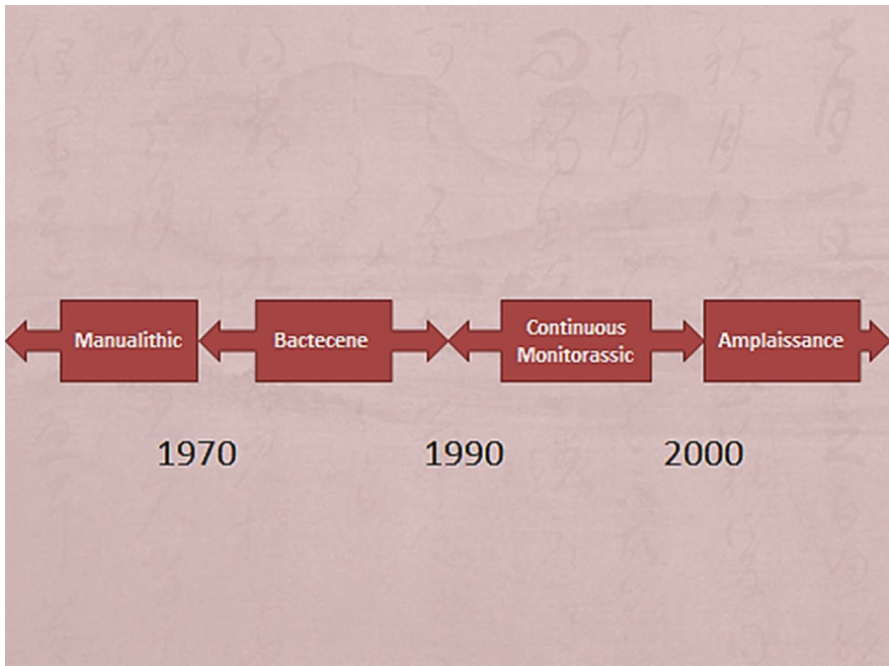 Manualithic
Bactecene
Continuous
Monitorassic
Amplaissance
1970
1990
2000